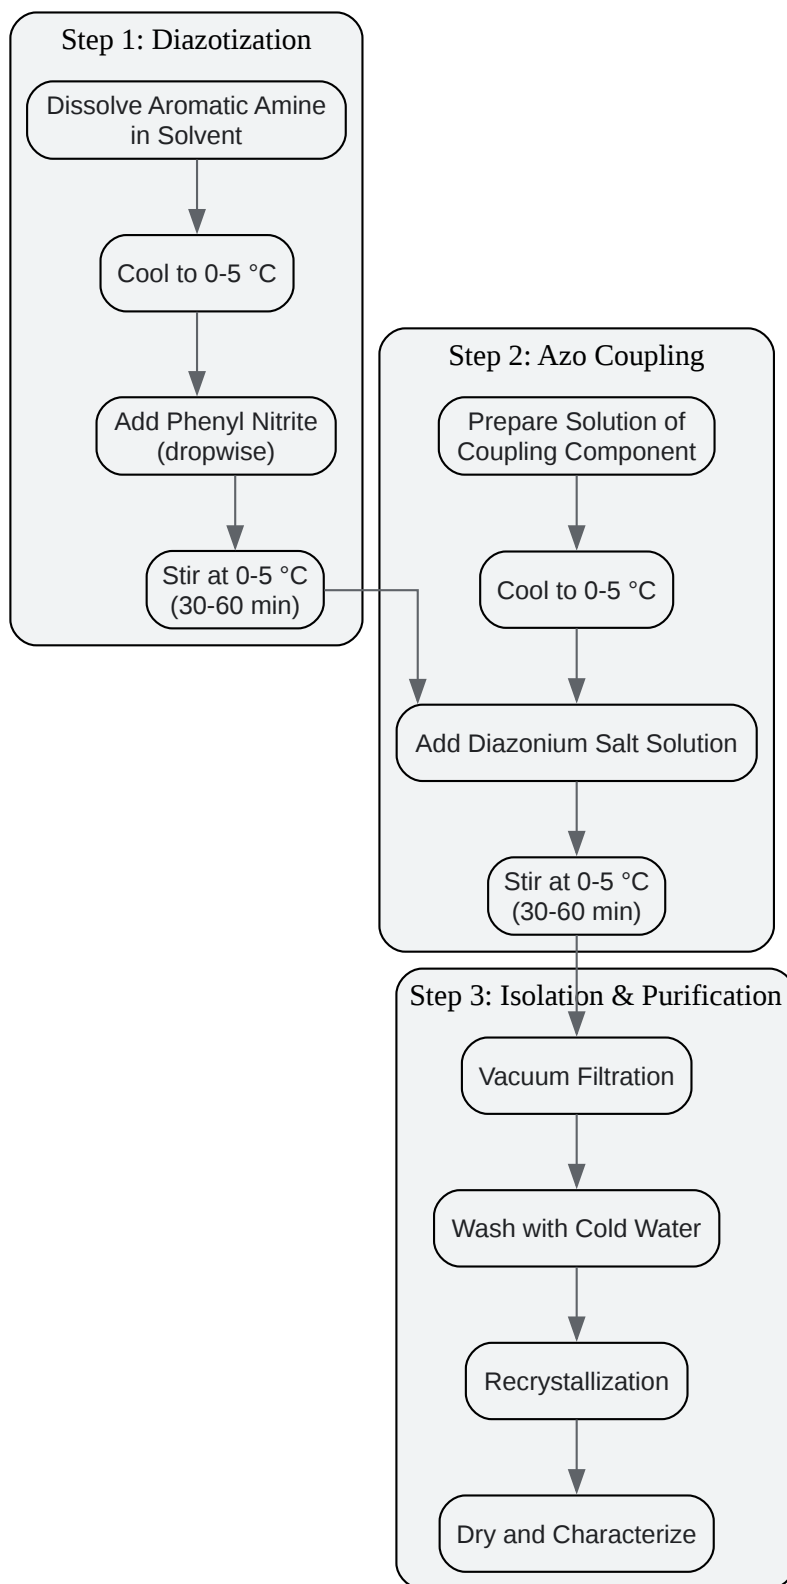 Step 1: Diazotization
Dissolve Aromatic Amine
in Solvent
Cool to 0-5 °C
Add Phenyl Nitrite
(dropwise)
Stir at 0-5 °C
(30-60 min)
Step 2: Azo Coupling
Prepare Solution of
Coupling Component
Cool to 0-5 °C
Add Diazonium Salt Solution
Stir at 0-5 °C
(30-60 min)
Step 3: Isolation & Purification
Vacuum Filtration
Wash with Cold Water
Recrystallization
Dry and Characterize